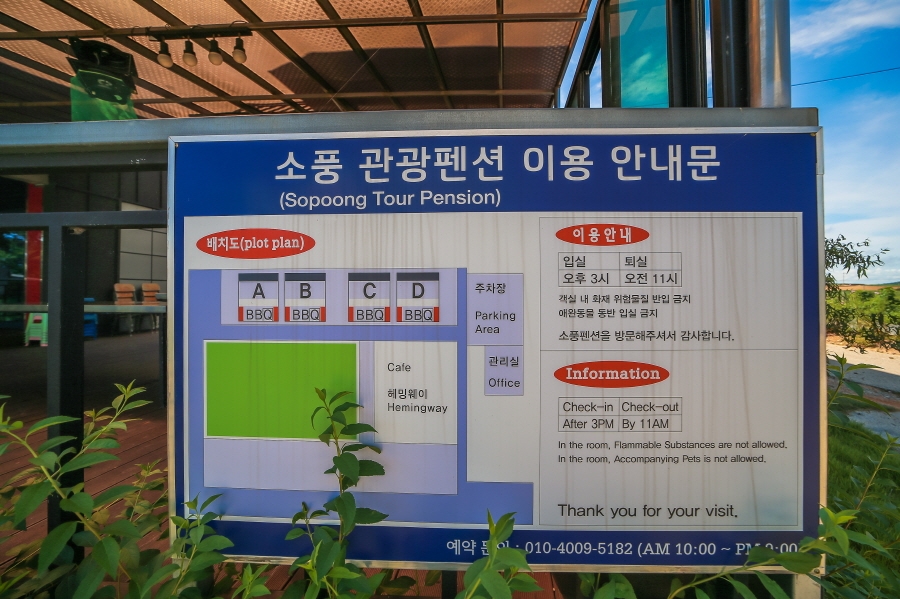 소풍 관광펜션 이용 안내문
(Sopoong Tour Pension)
배치도(plot plan)
A B C D
BBQ BBQ BBQ BBQ
주차장
Parking
Area
관리실
Office
Cafe
헤밍웨이
Hemingway
이용안내
입실 퇴실
오후 3시 오전 11시
객실 내 화재 위험물질 반입 금지
애완동물 동반 입실 금지
소풍펜션을 방문해주셔서 감사합니다.
Information
Check-in Check-out
After 3PM By 11AM
In the room, Flammable Substances are not allowed.
In the room, Accompanying Pets is not allowed.
Thank you for your visit.
예약 문의 : 010-4009-5182 (AM 10:00 ~ PM